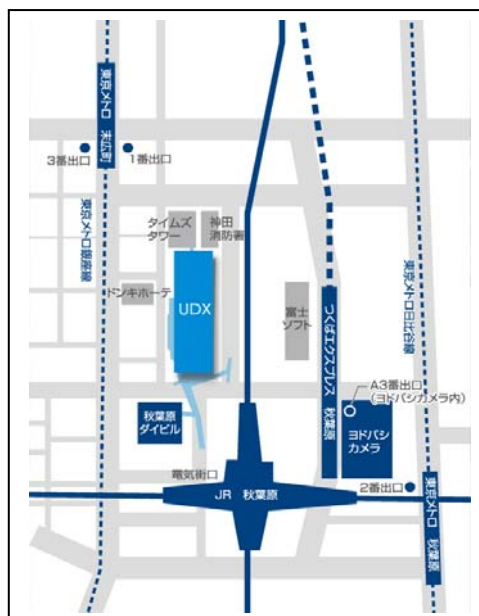 東京メトロ 末広町
3番出口
1番出口
東京メトロ銀座線
タイムズ
タワー
神田
消防署
ドンキホーテ
UDX
富士
ソフト
つくばエクスプレス 秋葉原
東京メトロ日比谷線
A3番出口
(ヨドバシカメラ内)
秋葉原
ダイビル
ヨドバシ
カメラ
電気街口
JR 秋葉原
2番出口
東京メトロ 秋葉原